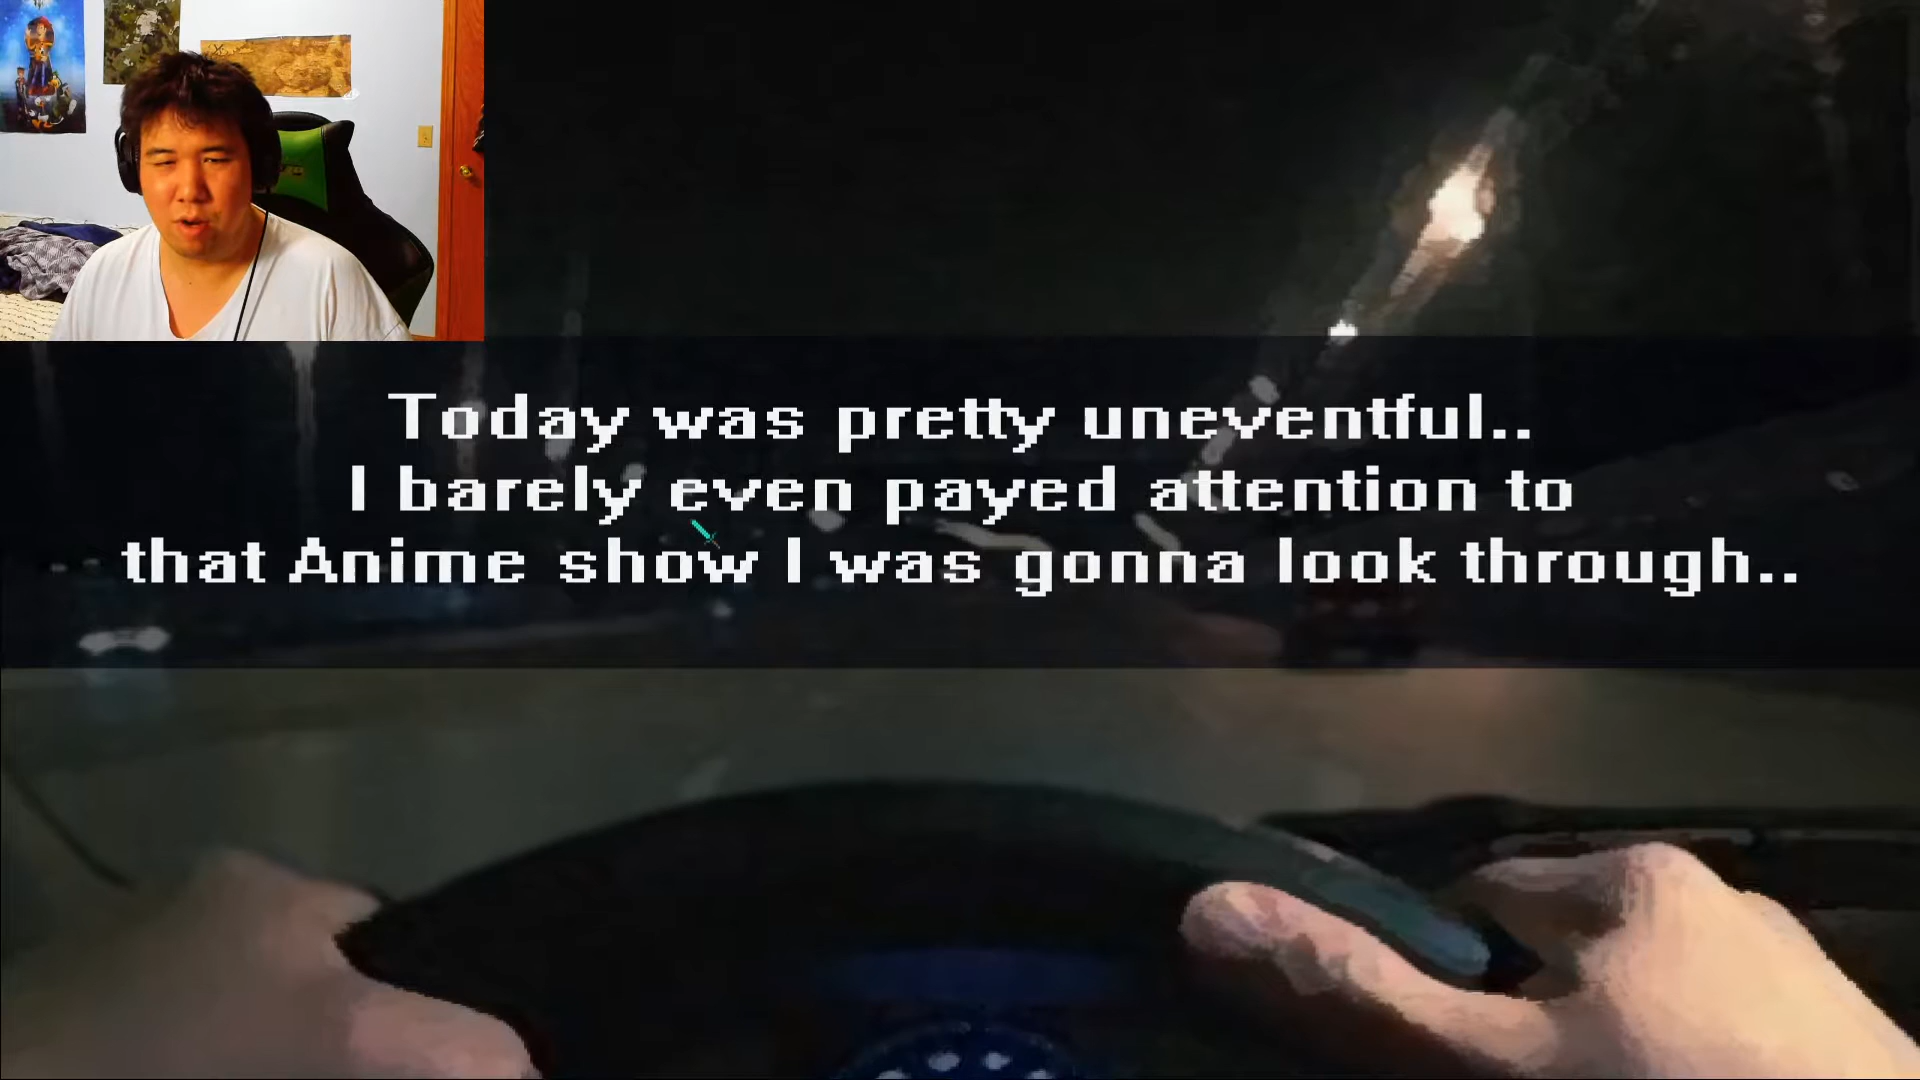 Today was pretty uneventful..
I barely even payed attention to
that Anime show I was gonna look through..